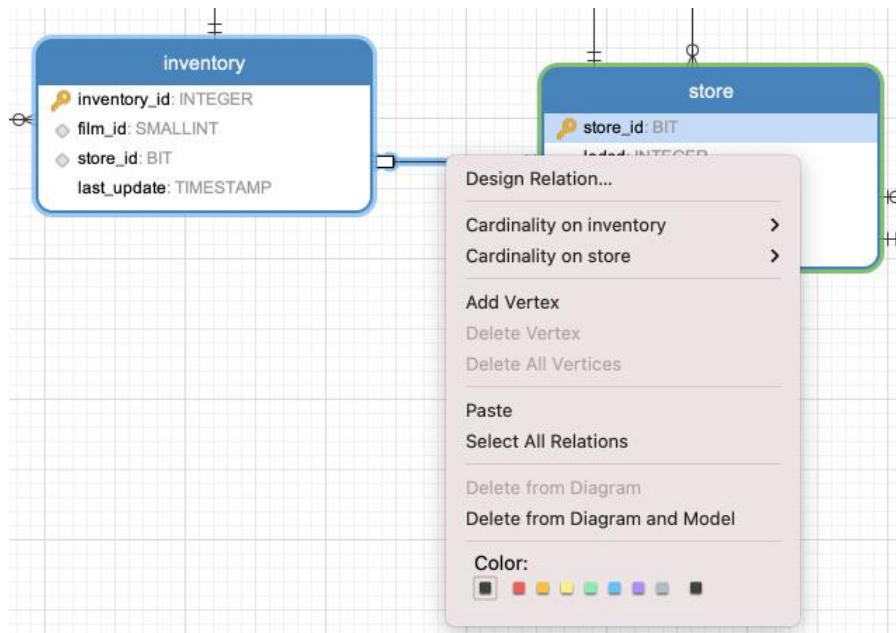 inventory
inventory_id: INTEGER
film_id: SMALLINT
store_id: BIT
last_update: TIMESTAMP
store
store_id: BIT
INTEGER
Design Relation...
Cardinality on inventory
Cardinality on store
Add Vertex
Delete Vertex
Delete All Vertices
Paste
Select All Relations
Delete from Diagram
Delete from Diagram and Model
Color: